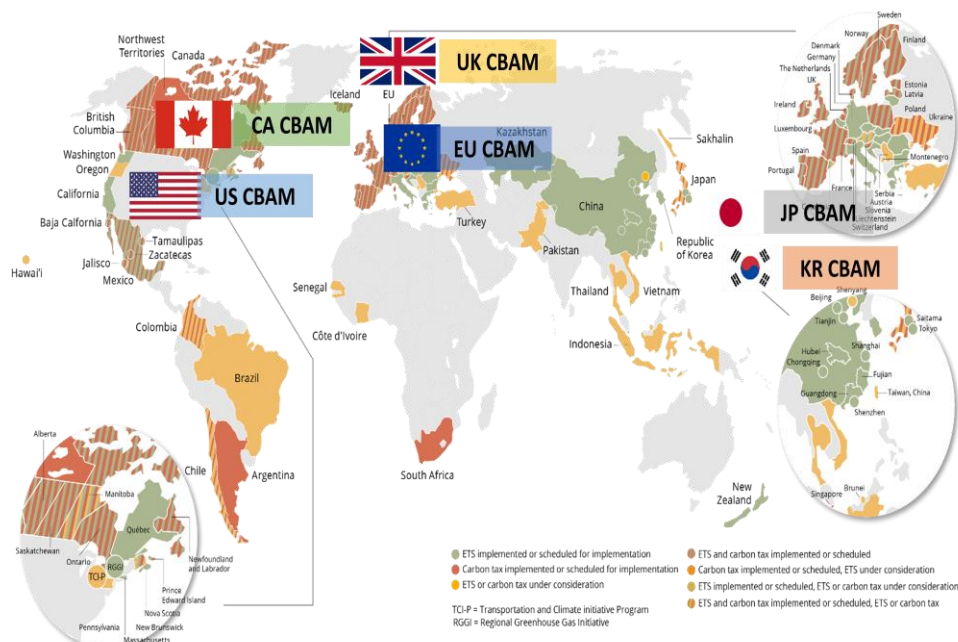 Northwest
Territories
Canada
British
Columbia
Washington
Oregon
California
Baja Calfornia
Hawai'i
Jalisco
Mexico
Tamaulipas
Zacatecas
CA CBAM
US CBAM
Iceland
UK CBAM
EU
EU CBAM
Kazakhstan
Sakhalin
Japan
China
Turkey
Pakistan
Republic
of Korea
Thailand
Vietnam
Indonesia
Senegal
Côte d'Ivoire
South Africa
Colombia
Brazil
Chile
Argentina
New
Zealand
JP CBAM
KR CBAM
Sweden
Norway
Finland
Denmark
Germany
The Netherlands
UK
Ireland
Luxembourg
Spain
Portugal
France
Estonia
Latvia
Poland
Ukraine
Montenegro
Serbia
Austria
Slovenia
Liechtenstein
Switzerland
Shenyang
Beijing
Tianjin
Saitama
Tokyo
Hubei
Chongqing
Shanghai
Fujian
Guangdong
Taiwan, China
Shenzhen
Brunei
Singapore
Alberta
Manitoba
Québec
Saskatchewan
Ontario
TCI-P
RGGI
Newfoundland
and Labrador
Prince
Edward Island
Nova Scotia
New Brunswick
Pennsylvania
Massachusetts
ETS implemented or scheduled for implementation
Carbon tax implemented or scheduled for implementation
ETS or carbon tax under consideration
TCI-P = Transportation and Climate initiative Program
RGGI = Regional Greenhouse Gas Initiative
ETS and carbon tax implemented or scheduled
Carbon tax implemented or scheduled, ETS under consideration
ETS implemented or scheduled, ETS or carbon tax under consideration
ETS and carbon tax implemented or scheduled, ETS or carbon tax